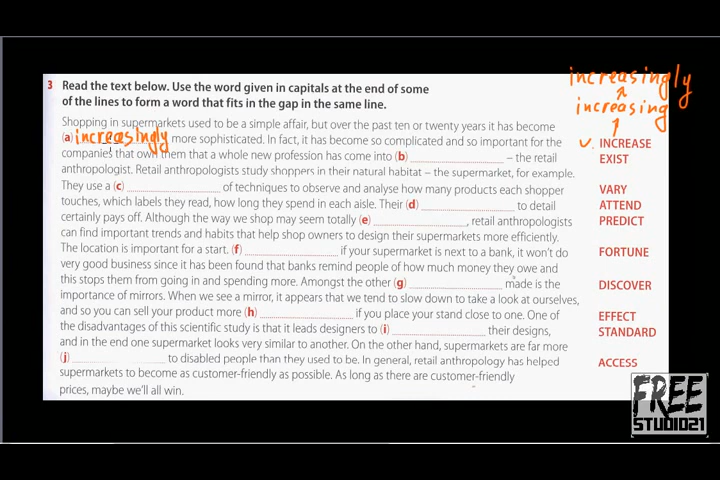 increasingly
increasing
3 Read the text below. Use the word given in capitals at the end of some
of the lines to form a word that fits in the gap in the same line.
Shopping in supermarkets used to be a simple affair, but over the past ten or twenty years it has become
(a) increasingly more sophisticated. In fact, it has become so complicated and so important for the v. INCREASE
companies that own them that a whole new profession has come into (b) – the retail EXIST
anthropologist. Retail anthropologists study shoppers in their natural habitat – the supermarket, for example.
They use a (c) of techniques to observe and analyse how many products each shopper VARY
touches, which labels they read, how long they spend in each aisle. Their (d) to detail ATTEND
certainly pays off. Although the way we shop may seem totally (e) , retail anthropologists PREDICT
can find important trends and habits that help shop owners to design their supermarkets more efficiently.
The location is important for a start. (f) if your supermarket is next to a bank, it won't do FORTUNE
very good business since it has been found that banks remind people of how much money they owe and
this stops them from going in and spending more. Amongst the other (g) made is the DISCOVER
importance of mirrors. When we see a mirror, it appears that we tend to slow down to take a look at ourselves,
and so you can sell your product more (h) if you place your stand close to one. One of EFFECT
the disadvantages of this scientific study is that it leads designers to (i) their designs, STANDARD
and in the end one supermarket looks very similar to another. On the other hand, supermarkets are far more
(j) to disabled people than they used to be. In general, retail anthropology has helped ACCESS
supermarkets to become as customer-friendly as possible. As long as there are customer-friendly
prices, maybe we'll all win.
FREE
STUDIO21